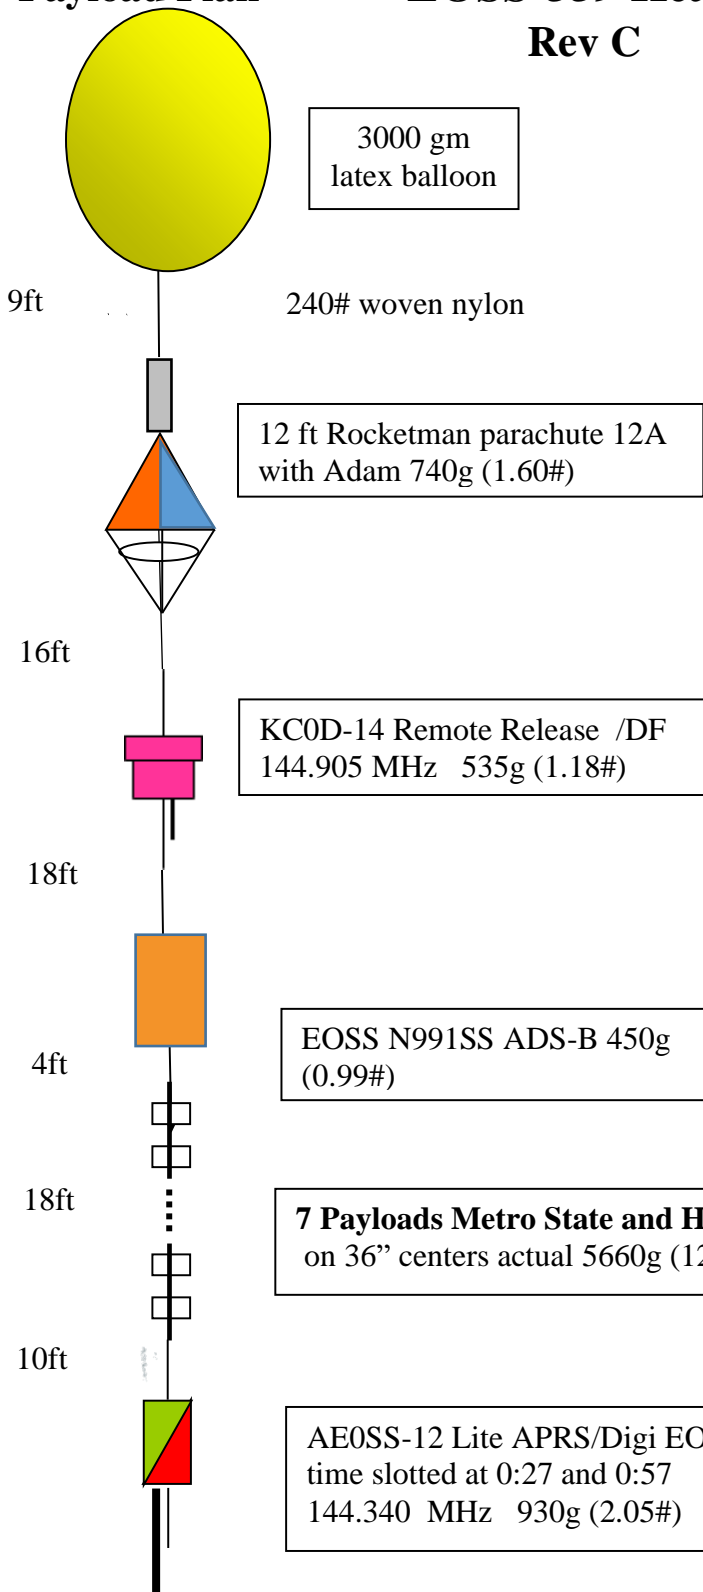 Rev C
3000 gm
latex balloon
9ft
240# woven nylon
12 ft Rocketman parachute 12A
with Adam 740g (1.60#)
16ft
KC0D-14 Remote Release /DF
144.905 MHz 535g (1.18#)
18ft
EOSS N991SS ADS-B 450g
(0.99#)
4ft
18ft
7 Payloads Metro State and H
on 36” centers actual 5660g (12
10ft
AE0SS-12 Lite APRS/Digi EO
time slotted at 0:27 and 0:57
144.340 MHz 930g (2.05#)